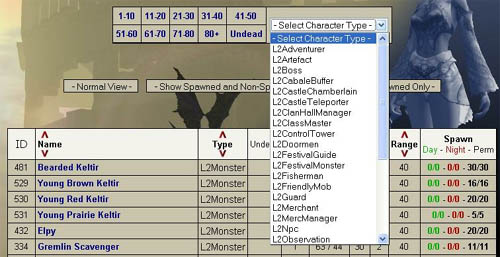 1-10 11-20 21-30 31-40 41-50
- Select Character Type -
51-60 61-70 71-80 80+ Undead
- Select Character Type -
L2Adventurer
L2Artefact
L2Boss
L2CabaleBuffer
L2CastleChamberlain
L2CastleTeleporter
L2ClanHallManager
L2ClassMaster
L2ControlTower
L2Doormen
L2FestivalGuide
L2FestivalMonster
L2Fisherman
L2FriendlyMob
L2Guard
L2Merchant
L2MercManager
L2Npc
L2Observation
- Normal View - - Show Spawned and Non-Sp wned Only -
ID Name Type Unde Range Spawn
Day - Night - Perm
481 Bearded Keltir L2Monster 40 0/0 - 0/0 - 30/30
529 Young Brown Keltir L2Monster 40 0/0 - 0/0 - 16/16
530 Young Red Keltir L2Monster 40 0/0 - 0/0 - 20/20
531 Young Prairie Keltir L2Monster 40 0/0 - 0/0 - 5/5
432 Elpy L2Monster 40 0/0 - 0/0 - 40/40
334 Gremlin Scavenger L2Monster 1 63 / 44 30 2 40 0/0 - 0/0 - 11/11